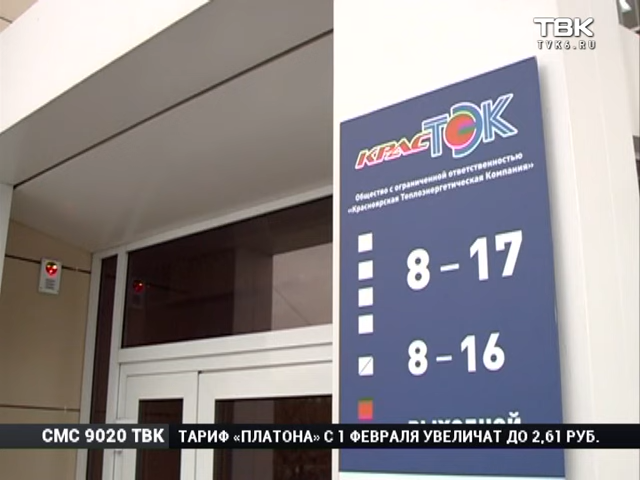 ТВК
TVK6.RU
КРАСТЭК
Общество с ограниченной ответственностью
«Красноярская Теплоэнергетическая Компания»
8 – 17
8 – 16
ВЫХОДНОЙ
СМС 9020 ТВК ТАРИФ «ПЛАТОНА» С 1 ФЕВРАЛЯ УВЕЛИЧАТ ДО 2,61 РУБ.